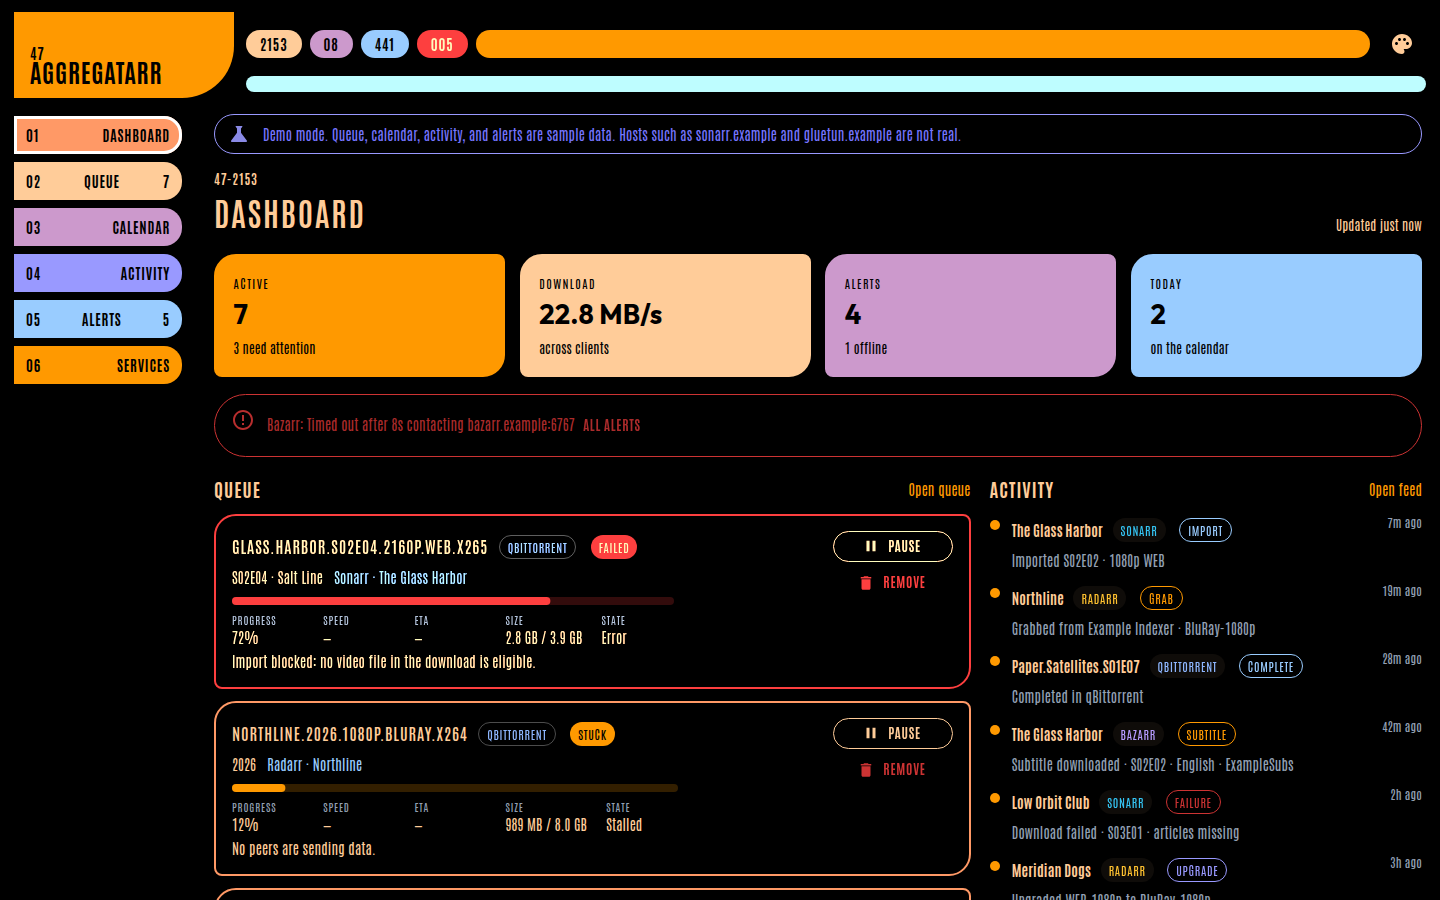 47
AGGREGATARR
2153
08
441
005
01 DASHBOARD
02 QUEUE 7
03 CALENDAR
04 ACTIVITY
05 ALERTS 5
06 SERVICES
Demo mode. Queue, calendar, activity, and alerts are sample data. Hosts such as sonarr.example and gluetun.example are not real.
47-2153
DASHBOARD
Updated just now
ACTIVE
7
3 need attention
DOWNLOAD
22.8 MB/s
across clients
ALERTS
4
1 offline
TODAY
2
on the calendar
Bazarr: Timed out after 8s contacting bazarr.example:6767 ALL ALERTS
QUEUE
Open queue
GLASS.HARBOR.S02E04.2160P.WEB.X265 QBITTORRENT FAILED
PAUSE
REMOVE
S02E04 · Salt Line Sonarr · The Glass Harbor
PROGRESS SPEED ETA SIZE STATE
72% – – 2.8 GB / 3.9 GB Error
Import blocked: no video file in the download is eligible.
NORTHLINE.2026.1080P.BLURAY.X264 QBITTORRENT STUCK
PAUSE
REMOVE
2026 Radarr · Northline
PROGRESS SPEED ETA SIZE STATE
12% – – 989 MB / 8.0 GB Stalled
No peers are sending data.
ACTIVITY
Open feed
The Glass Harbor SONARR IMPORT 7m ago
Imported S02E02 · 1080p WEB
Northline RADARR GRAB 19m ago
Grabbed from Example Indexer · BluRay-1080p
Paper.Satellites.S01E07 QBITTORRENT COMPLETE 28m ago
Completed in qBittorrent
The Glass Harbor BAZARR SUBTITLE 42m ago
Subtitle downloaded · S02E02 · English · ExampleSubs
Low Orbit Club SONARR FAILURE 2h ago
Download failed · S03E01 · articles missing
Meridian Dogs RADARR UPGRADE 3h ago
Upgraded WEB-1080p to BluRay-1080p